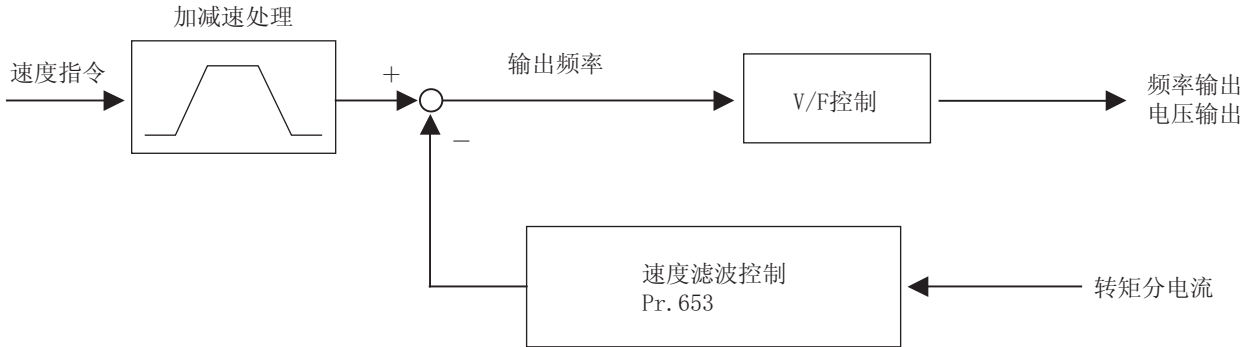 加减速处理
速度指令
+
输出频率
V/F控制
频率输出
电压输出
−
速度滤波控制
Pr.653
转矩分电流